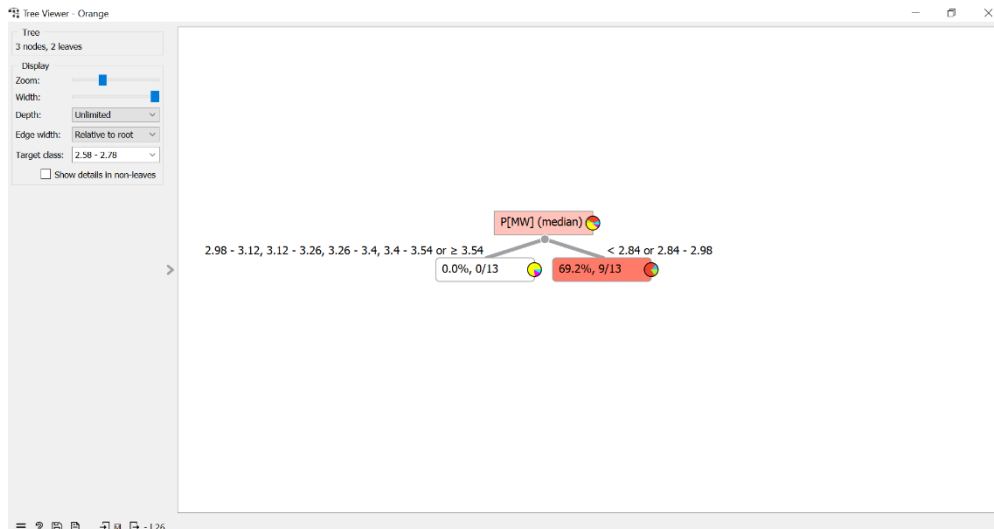 Tree Viewer - Orange
Tree
3 nodes, 2 leaves
Display
Zoom:
Width:
Depth: Unlimited
Edge width: Relative to root
Target class: 2.58 - 2.78
Show details in non-leaves
P[MW] (median)
2.98 - 3.12, 3.12 - 3.26, 3.26 - 3.4, 3.4 - 3.54 or ≥ 3.54
< 2.84 or 2.84 - 2.98
0.0%, 0/13
69.2%, 9/13
- | 26